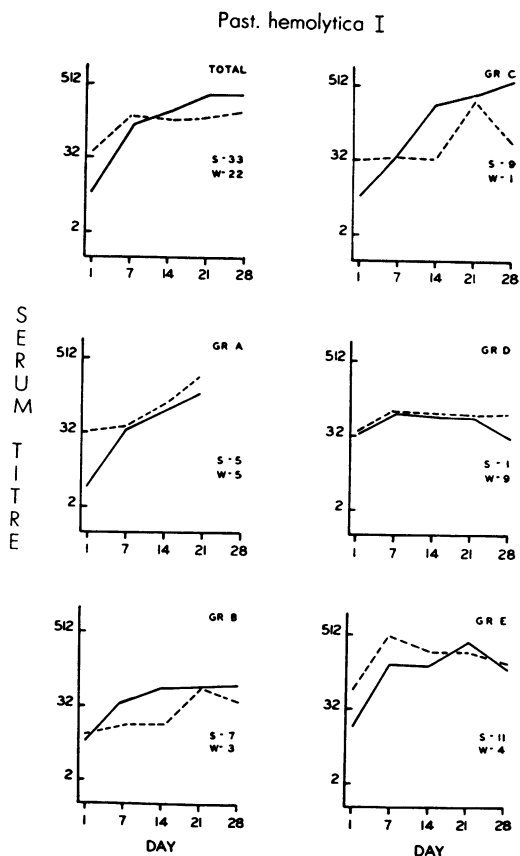 Past. hemolytica I
SERUM TITRE
TOTAL
512
32
2
S-33
W-22
1 7 14 21 28
GR C
512
32
2
S-9
W-1
1 7 14 21 28
GR A
512
32
2
S-5
W-5
1 7 14 21 28
GR D
512
32
2
S-1
W-9
1 7 14 21 28
GR B
512
32
2
S-7
W-3
1 7 14 21 28
DAY
GR E
512
32
2
S-11
W-4
1 7 14 21 28
DAY